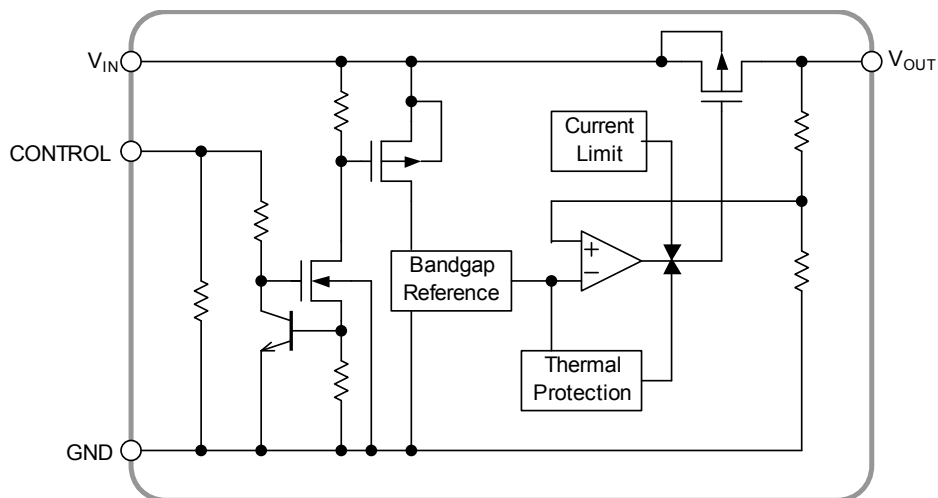 VIN
VOUT
CONTROL
Current
Limit
+
−
Bandgap
Reference
Thermal
Protection
GND